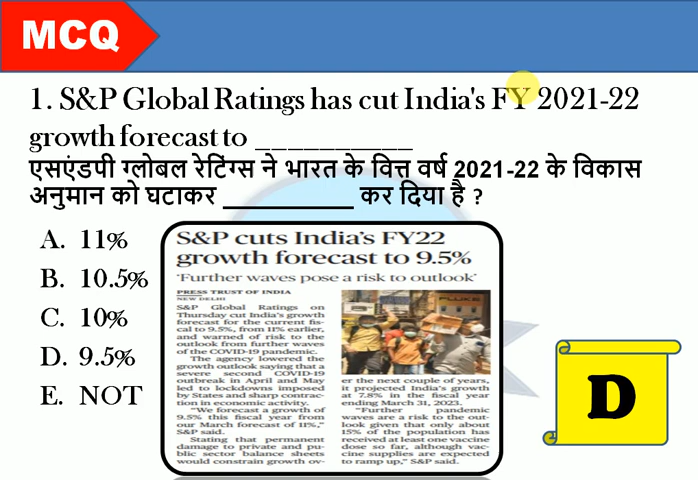 MCQ
1. S&P Global Ratings has cut India's FY 2021-22
growth forecast to __________
एसएंडपी ग्लोबल रेटिंग्स ने भारत के वित्त वर्ष 2021-22 के विकास
अनुमान को घटाकर __________ कर दिया है ?
A. 11%
B. 10.5%
C. 10%
D. 9.5%
E. NOT
S&P cuts India's FY22
growth forecast to 9.5%
'Further waves pose a risk to outlook'
PRESS TRUST OF INDIA
NEW DELHI
S&P Global Ratings on
Thursday cut India's growth
forecast for the current fis-
cal to 9.5%, from 11% earlier,
and warned of risk to the
outlook from further waves
of the COVID-19 pandemic.
The agency lowered the
growth outlook saying that a
severe second COVID-19
outbreak in April and May
led to lockdowns imposed
by States and sharp contrac-
tion in economic activity.
"We forecast a growth of
9.5% this fiscal year from
our March forecast of 11%,"
S&P said.
Stating that permanent
damage to private and pu-
blic sector balance sheets
would constrain growth ov-
er the next couple of years,
it projected India's growth
at 7.8% in the fiscal year
ending March 31, 2023.
"Further pandemic
waves are a risk to the out-
look given that only about
15% of the population has
received at least one vaccine
dose so far, although vac-
cine supplies are expected
to ramp up," S&P said.
FLUKE
D